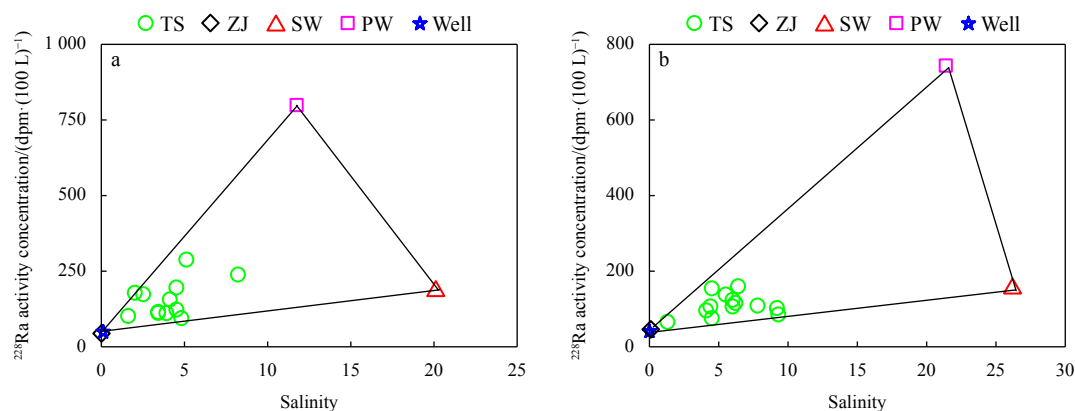 TS ZJ SW PW Well
a
1 000
750
500
250
0
0 5 10 15 20 25
Salinity
²²⁸Ra activity concentration/(dpm·(100 L)⁻¹)
TS ZJ SW PW Well
b
800
600
400
200
0
0 5 10 15 20 25 30
Salinity
²²⁸Ra activity concentration/(dpm·(100 L)⁻¹)